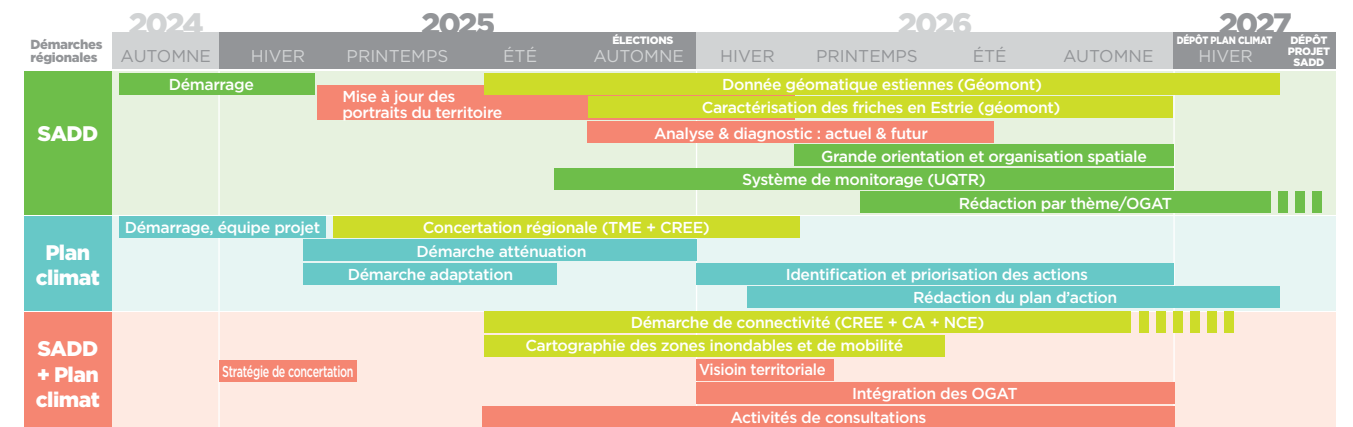 2024 2025 2026 2027
Démarches
régionales
AUTOMNE HIVER PRINTEMPS ÉTÉ ÉLECTIONS AUTOMNE HIVER PRINTEMPS ÉTÉ AUTOMNE DÉPÔT PLAN CLIMAT HIVER
DÉPÔT
PROJET
SADD
SADD
Démarrage
Donnée géomatique estiennes (Géomont)
Mise à jour des
portraits du territoire
Caractérisation des friches en Estrie (géomont)
Analyse & diagnostic : actuel & futur
Grande orientation et organisation spatiale
Système de monitorage (UQTR)
Rédaction par thème/OGAT
Plan
climat
Démarrage, équipe projet
Concertation régionale (TME + CREE)
Démarche atténuation
Démarche adaptation
Identification et priorisation des actions
Rédaction du plan d'action
SADD
+ Plan
climat
Démarche de connectivité (CREE + CA + NCE)
Cartographie des zones inondables et de mobilité
Stratégie de concertation
Visioin territoriale
Intégration des OGAT
Activités de consultations